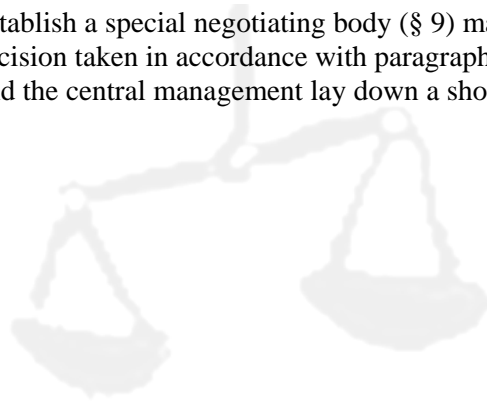 tablish a special negotiating body (§ 9) ma
cision taken in accordance with paragraph
d the central management lay down a sho